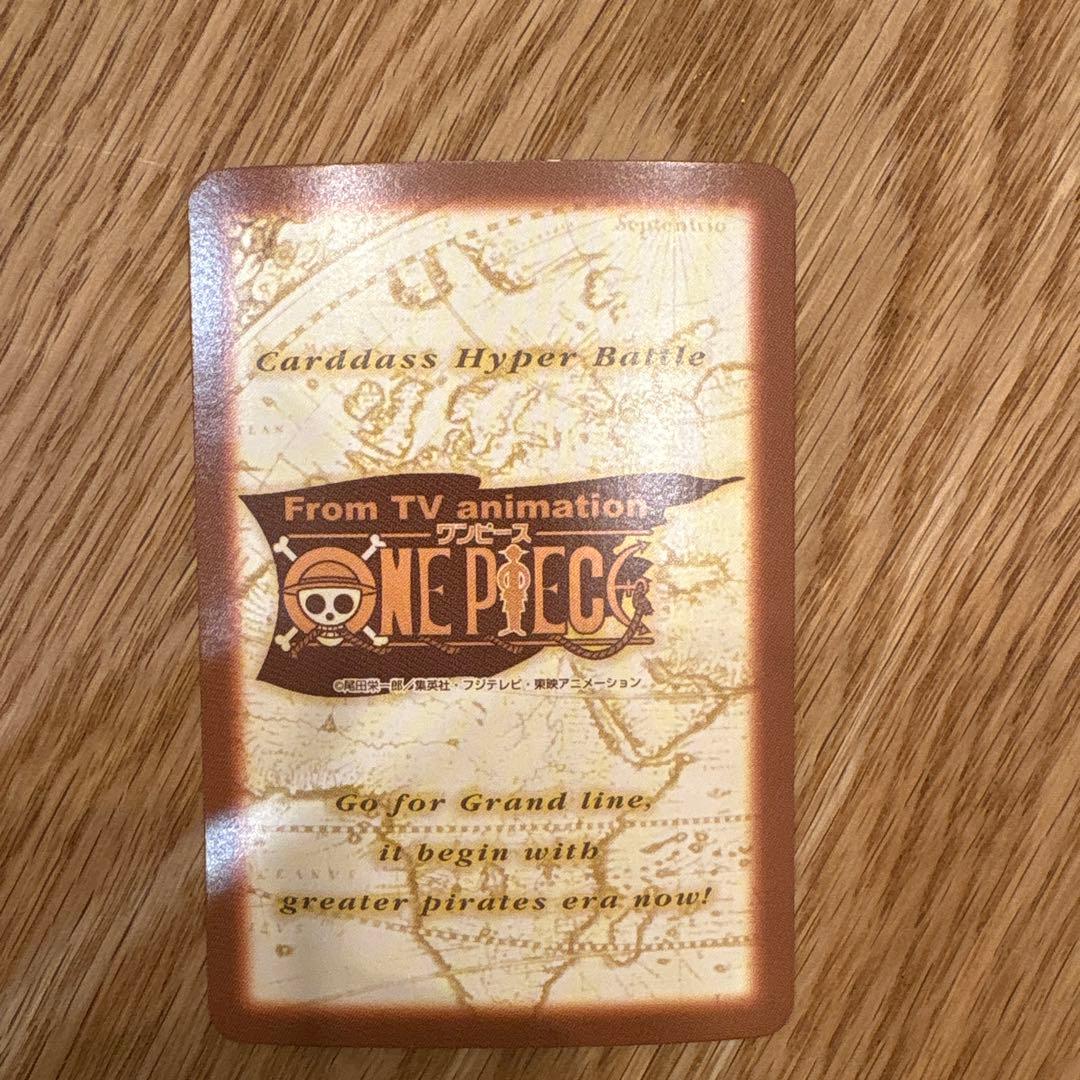 Septentrio
Carddass Hyper Battle
From TV animation
ワンピース
ONE PIECE
©尾田栄一郎/集英社・フジテレビ・東映アニメーション
Go for Grand line,
it begin with
greater pirates era now!